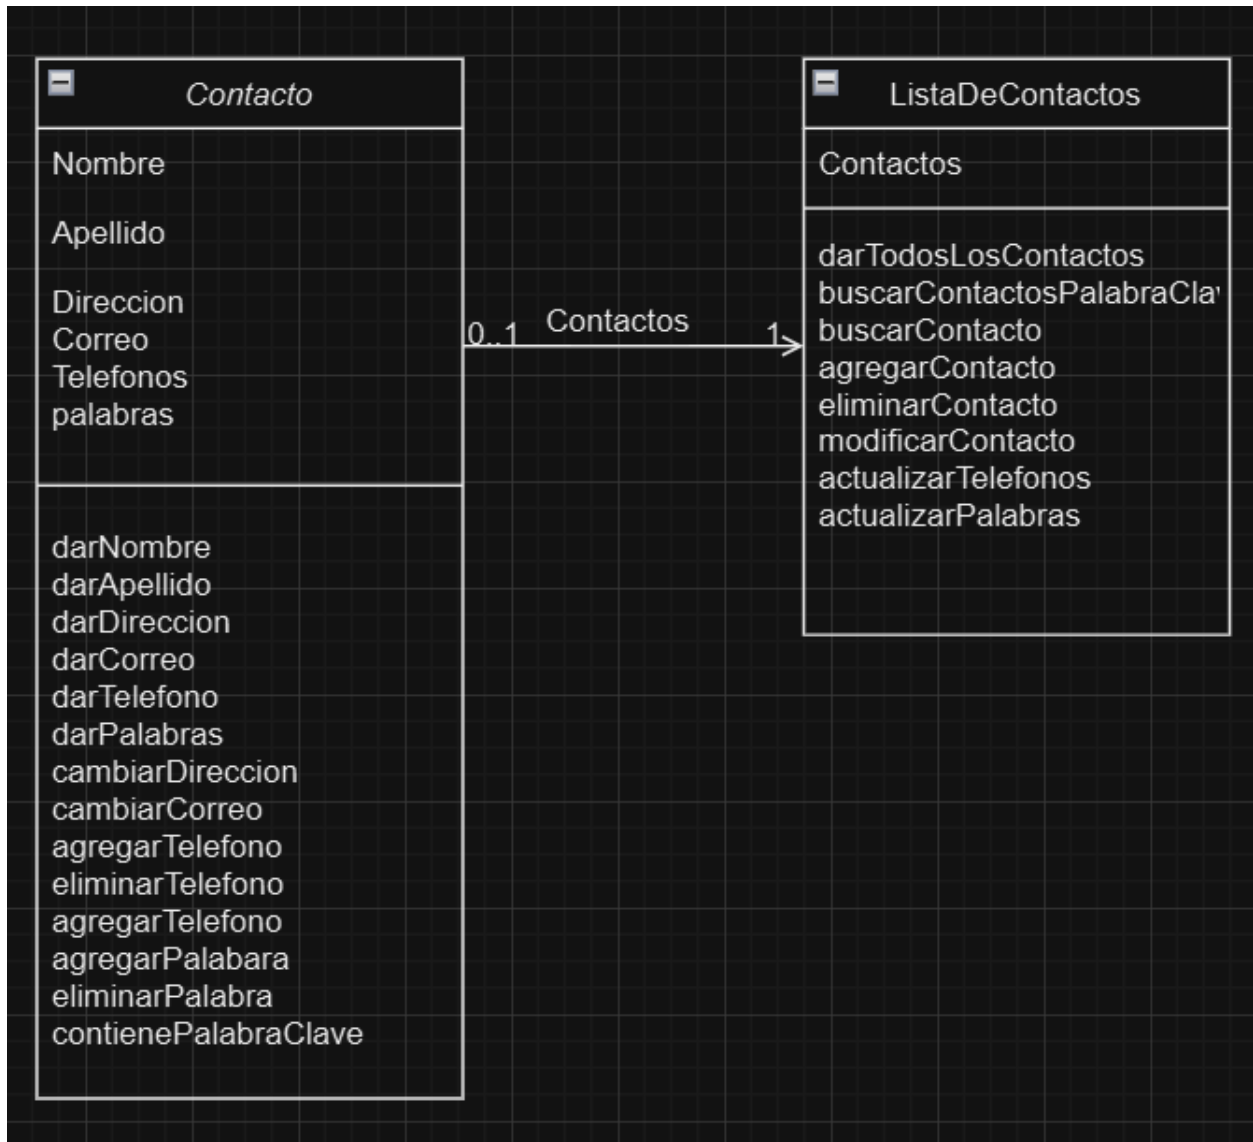 Contacto
Nombre
Apellido
Direccion
Correo
Telefonos
palabras
darNombre
darApellido
darDireccion
darCorreo
darTelefono
darPalabras
cambiarDireccion
cambiarCorreo
agregarTelefono
eliminarTelefono
agregarTelefono
agregarPalabara
eliminarPalabra
contienePalabraClave
0..1 Contactos 1
ListaDeContactos
Contactos
darTodosLosContactos
buscarContactosPalabraCla
buscarContacto
agregarContacto
eliminarContacto
modificarContacto
actualizarTelefonos
actualizarPalabras